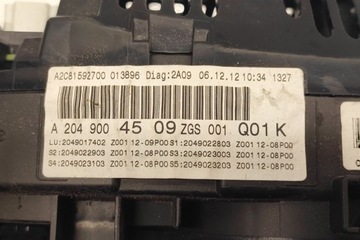 A2C81592700 013896 Diag:2A09 06.12.12 10:34 1327
A 204 900 45 09 ZGS 001 Q01 K
LU:2049017402 Z001 12-09P00 S1:2049022803 Z001 12-08P00
S2:2049022903 Z001 12-08P00 S3:2049023003 Z001 12-08P00
S4:2049023103 Z001 12-08P00 S5:2049023203 Z001 12-08P00